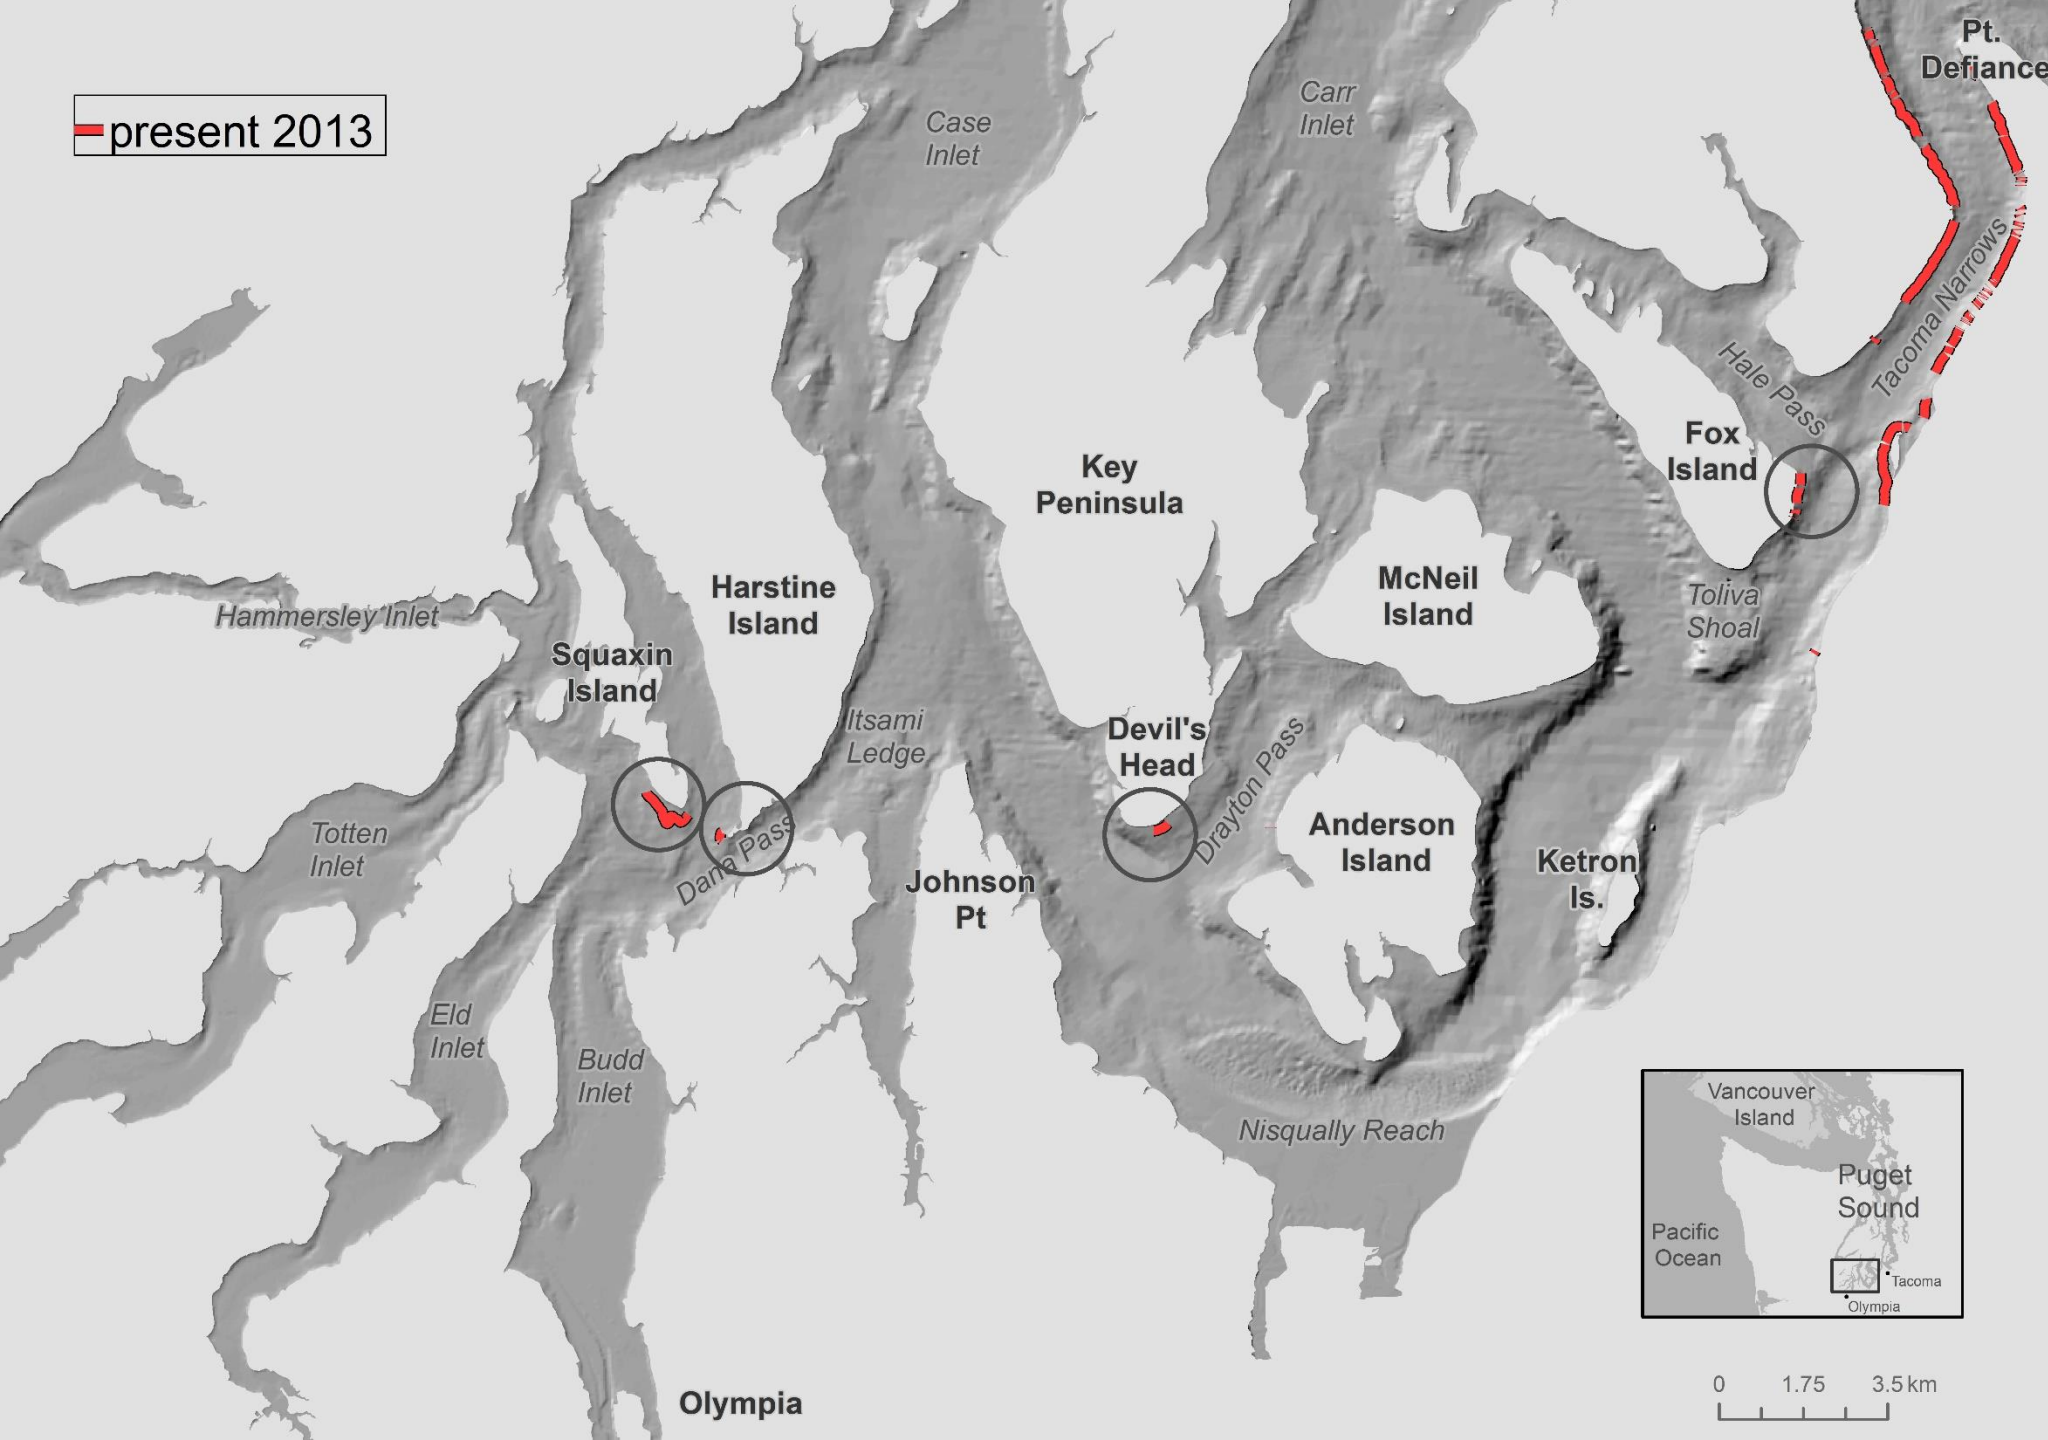 present 2013
Pt.
Defiance
Case
Inlet
Carr
Inlet
Tacoma Narrows
Hale Pass
Fox
Island
Key
Peninsula
McNeil
Island
Toliva
Shoal
Harstine
Island
Hammersley Inlet
Squaxin
Island
Itsami
Ledge
Devil's
Head
Drayton Pass
Anderson
Island
Ketron
Is.
Totten
Inlet
Dana Pass
Johnson
Pt
Eld
Inlet
Budd
Inlet
Nisqually Reach
Olympia
Vancouver
Island
Puget
Sound
Pacific
Ocean
Tacoma
Olympia
0 1.75 3.5 km